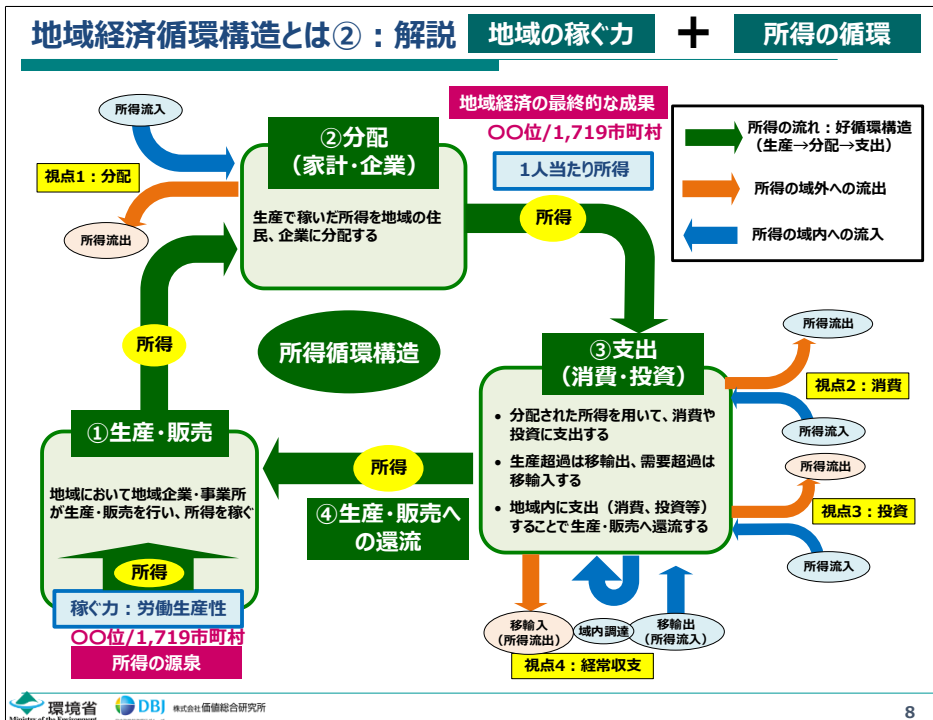 地域経済循環構造とは②：解説
地域の稼ぐ力
＋
所得の循環
所得流入
視点1：分配
所得流出
②分配
（家計・企業）
生産で稼いだ所得を地域の住
民、企業に分配する
地域経済の最終的な成果
〇〇位/1,719市町村
1人当たり所得
所得の流れ：好循環構造
（生産→分配→支出）
所得の域外への流出
所得の域内への流入
所得
所得
所得循環構造
③支出
（消費・投資）
• 分配された所得を用いて、消費や
投資に支出する
• 生産超過は移輸出、需要超過は
移輸入する
• 地域内に支出（消費、投資等）
することで生産・販売へ還流する
所得流出
視点2：消費
所得流入
所得流出
視点3：投資
所得流入
①生産・販売
地域において地域企業・事業所
が生産・販売を行い、所得を稼ぐ
所得
④生産・販売へ
の還流
所得
稼ぐ力：労働生産性
〇〇位/1,719市町村
所得の源泉
移輸入
（所得流出）
域内調達
移輸出
（所得流入）
視点4：経常収支
環境省
Ministry of the Environment
DBJ 株式会社価値総合研究所
8